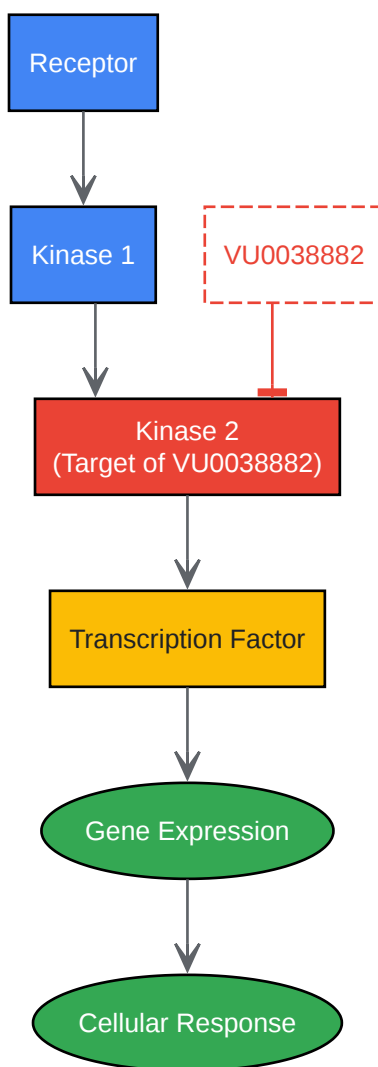 Receptor
Kinase 1
VU0038882
Kinase 2
(Target of VU0038882)
Transcription Factor
Gene Expression
Cellular Response